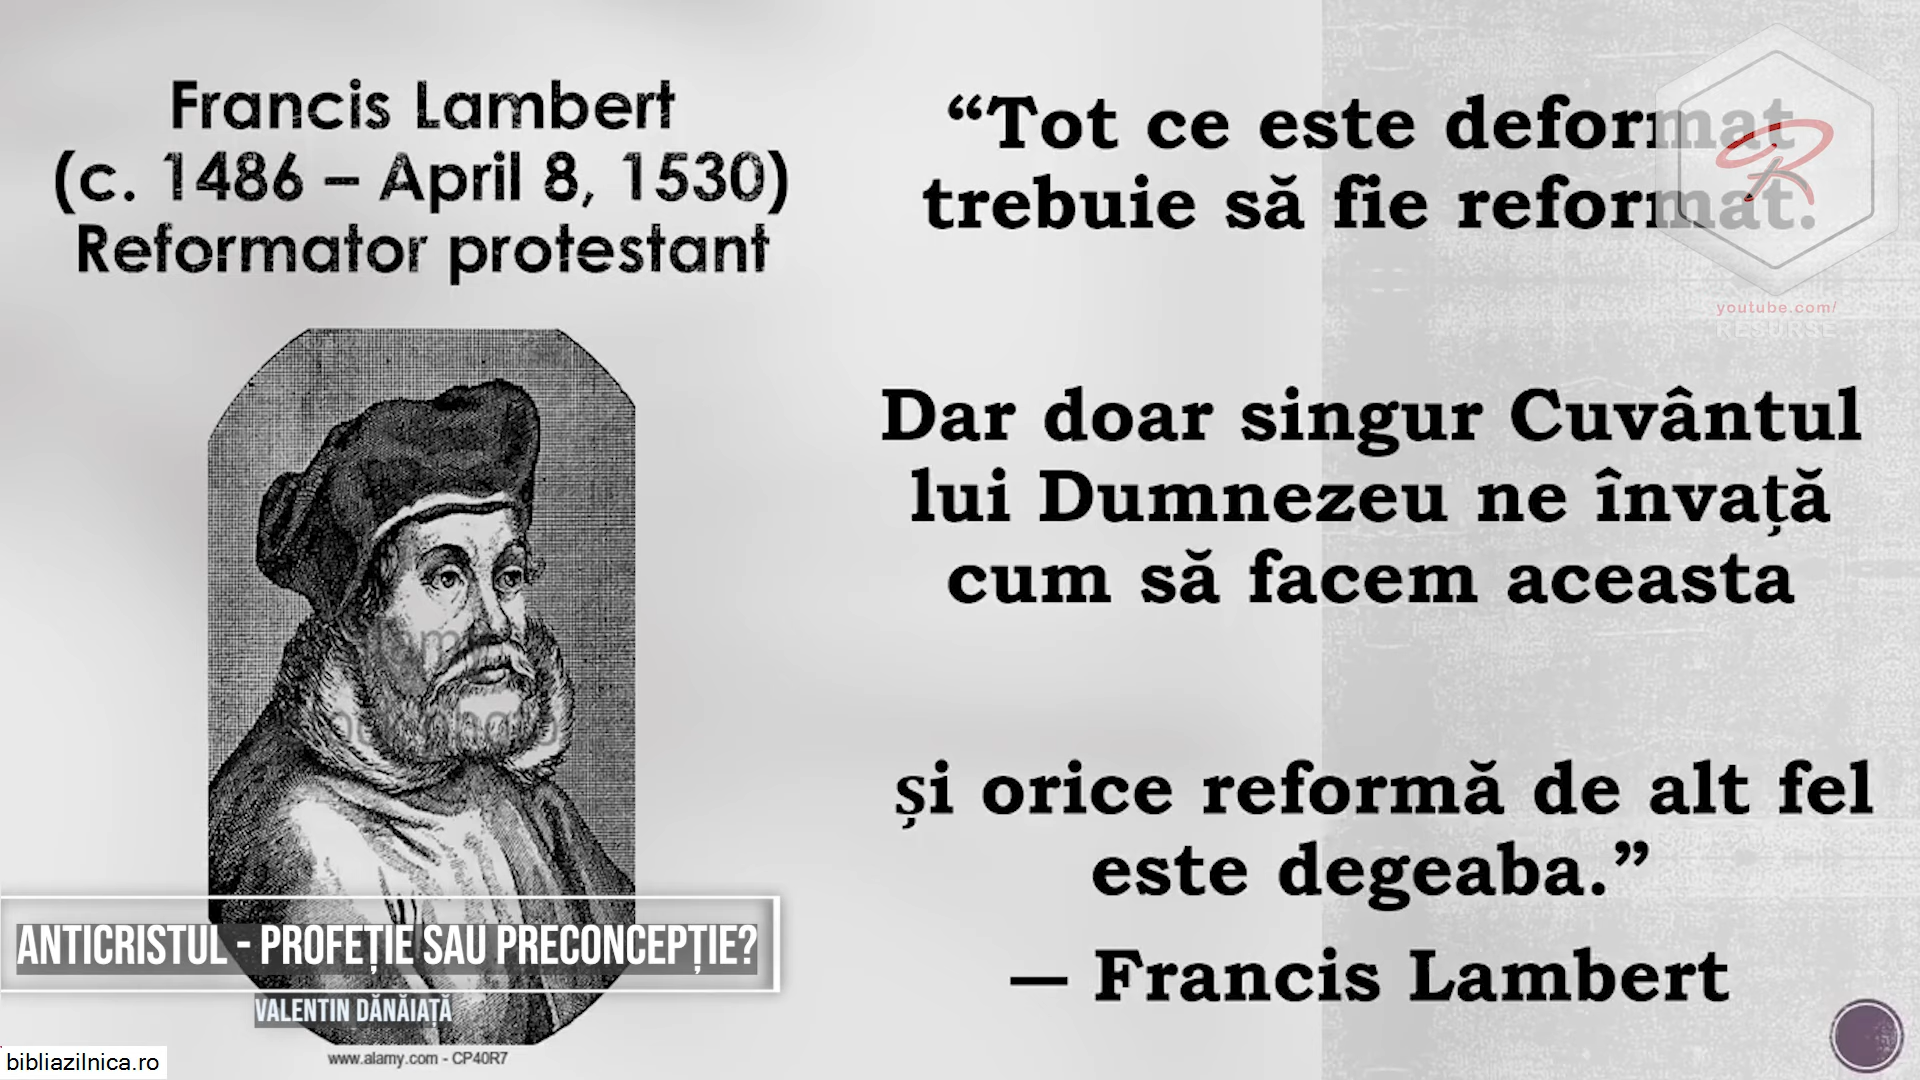 Francis Lambert
(c. 1486 – April 8, 1530)
Reformator protestant
“Tot ce este deformat
trebuie să fie reformat.
Dar doar singur Cuvântul
lui Dumnezeu ne învață
cum să facem aceasta
și orice reformă de alt fel
este degeaba.”
— Francis Lambert
R
youtube.com/
RESURSE
alamy
ANTICRISTUL - PROFEȚIE SAU PRECONCEPȚIE?
VALENTIN DĂNĂIAȚĂ
www.alamy.com - CP40R7
bibliazilnica.ro